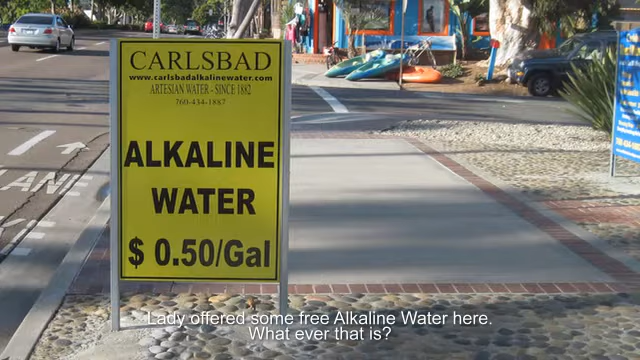 CARLSBAD
www.carlsbadalkalinewater.com
ARTESIAN WATER - SINCE 1882
760-434-1887
ALKALINE
WATER
$ 0.50/Gal
Lady offered some free Alkaline Water here.
What ever that is?